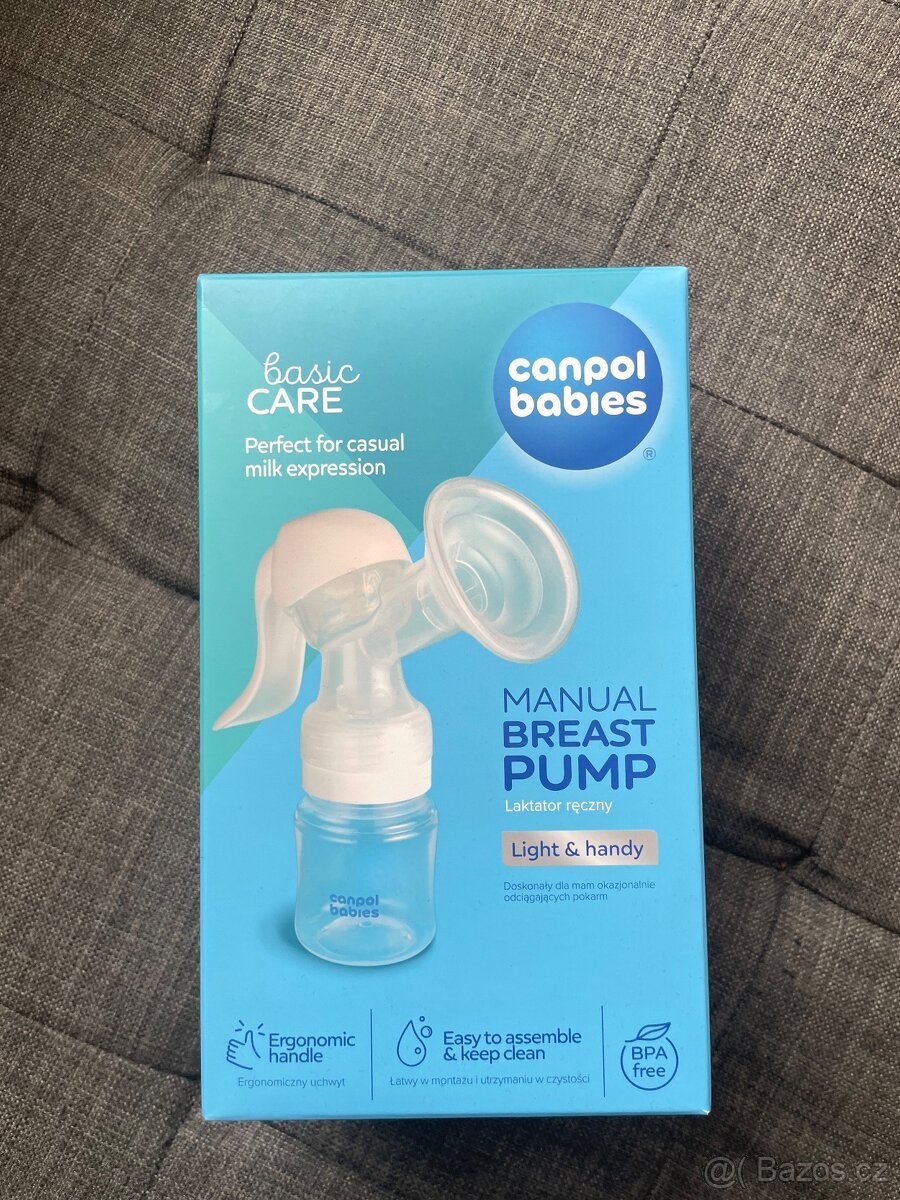 basic
CARE
Perfect for casual
milk expression
canpol
babies
®
MANUAL
BREAST
PUMP
Laktator ręczny
Light & handy
Doskonały dla mam okazjonalnie
odciągających pokarm
canpol
babies
Ergonomic
handle
Ergonomiczny uchwyt
Easy to assemble
& keep clean
Łatwy w montażu i utrzymaniu w czystości
BPA
free
@( Bazos.cz